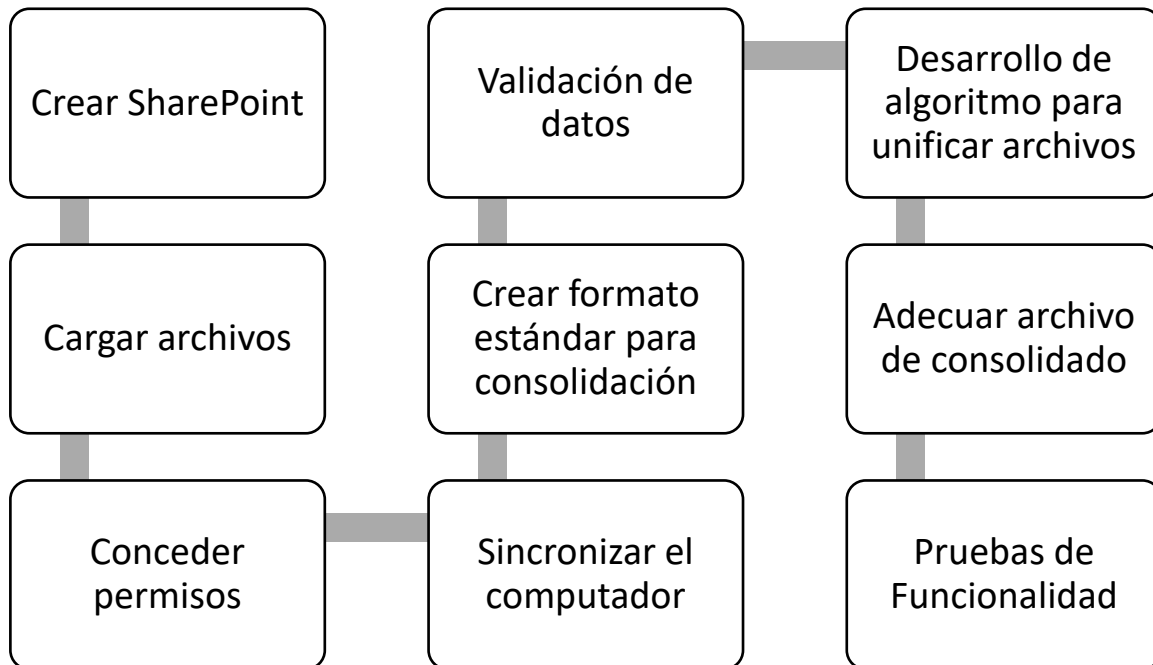 Crear SharePoint
Cargar archivos
Conceder
permisos
Sincronizar el
computador
Crear formato
estándar para
consolidación
Validación de
datos
Desarrollo de
algoritmo para
unificar archivos
Adecuar archivo
de consolidado
Pruebas de
Funcionalidad